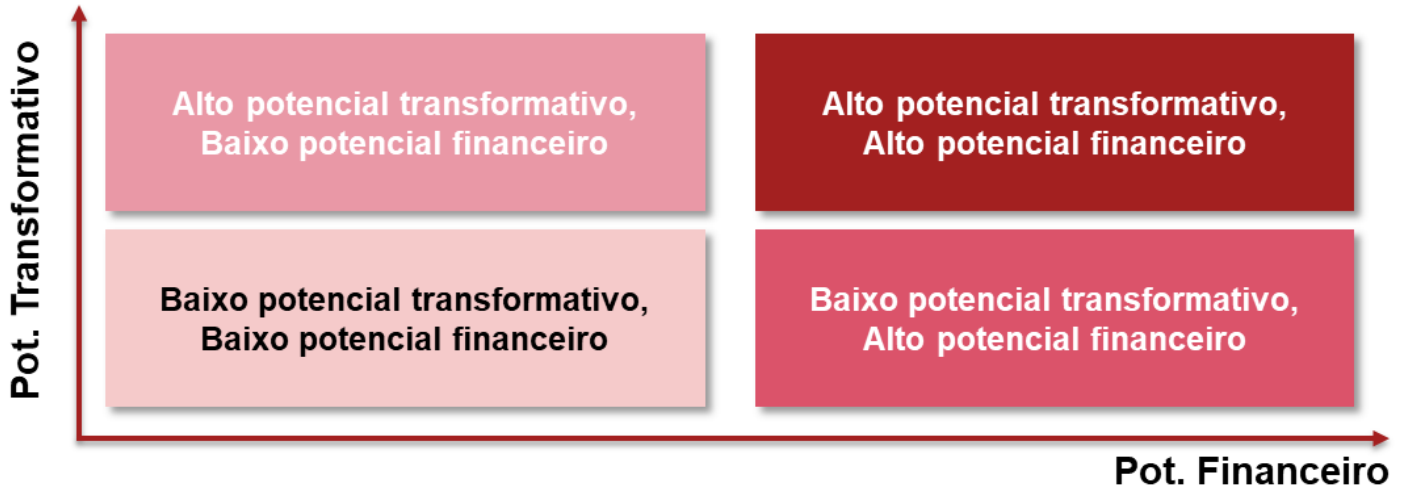 Pot. Transformativo
Alto potencial transformativo,
Baixo potencial financeiro
Alto potencial transformativo,
Alto potencial financeiro
Baixo potencial transformativo,
Baixo potencial financeiro
Baixo potencial transformativo,
Alto potencial financeiro
Pot. Financeiro